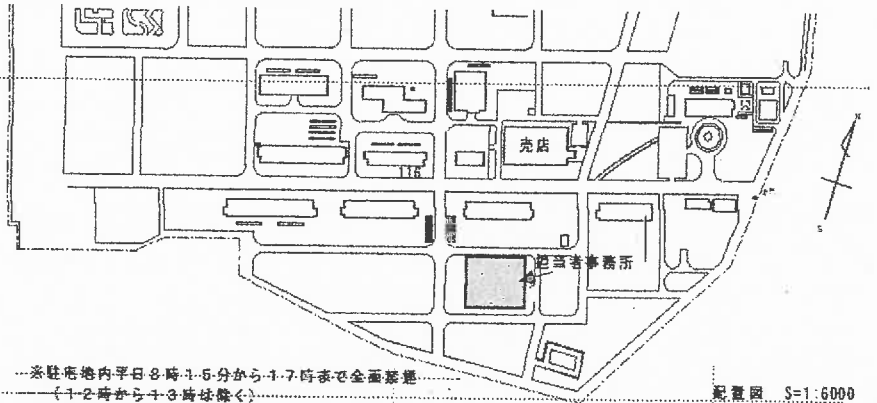 売店
116
N
S
担当者事務所
※駐屯地内平日8時15分から17時まで全面禁煙
(12時から13時は除く)
配置図 S=1:6000